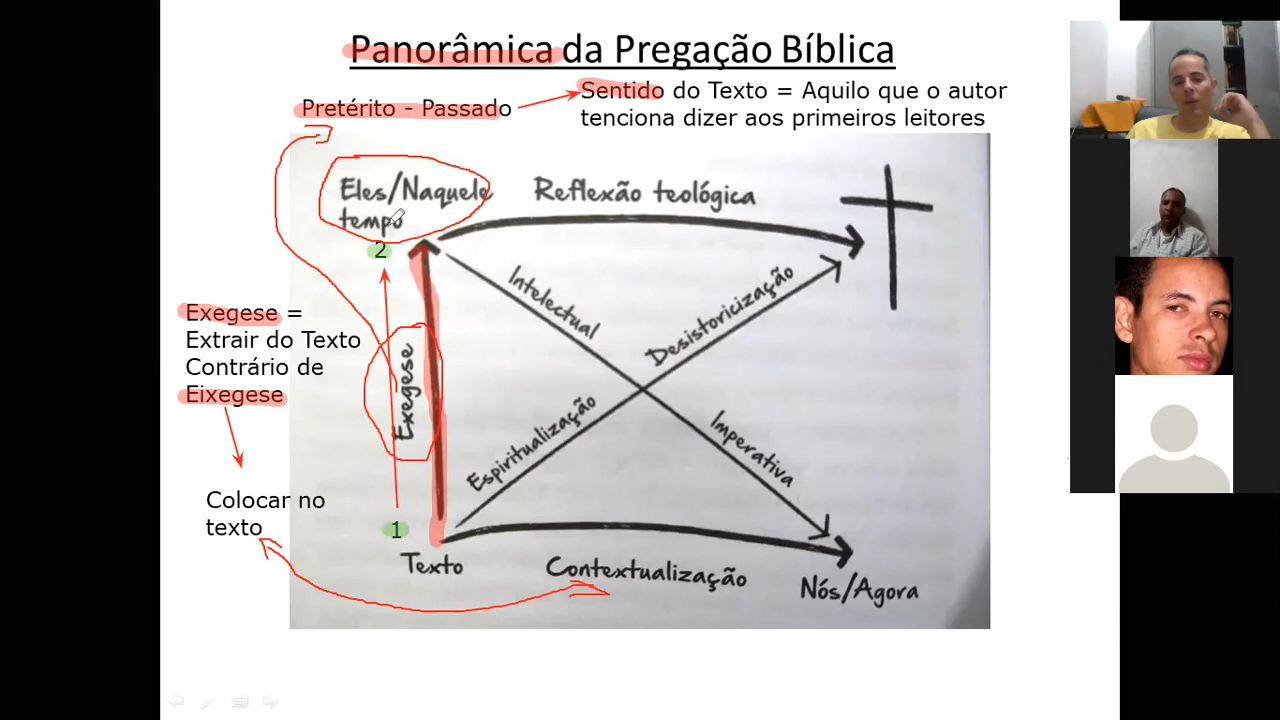 Panorâmica da Pregação Bíblica
Pretérito - Passado
Sentido do Texto = Aquilo que o autor
tenciona dizer aos primeiros leitores
Eles/Naquele
tempo
Reflexão teológica
2
Intelectual
Desistoricização
Exegese =
Extrair do Texto
Contrário de
Eixegese
Exegese
Espiritualização
Imperativa
Colocar no
texto
1
Texto
Contextualização
Nós/Agora